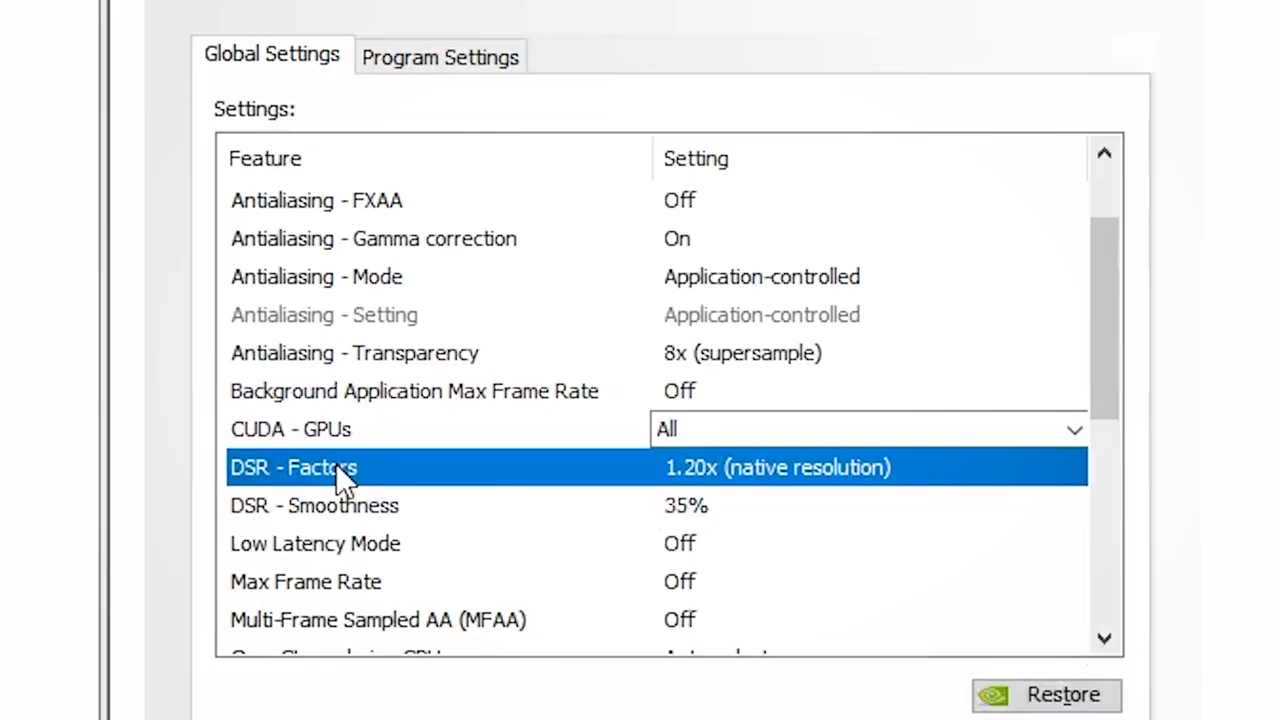 Global Settings
Program Settings
Settings:
Feature Setting
Antialiasing - FXAA Off
Antialiasing - Gamma correction On
Antialiasing - Mode Application-controlled
Antialiasing - Setting Application-controlled
Antialiasing - Transparency 8x (supersample)
Background Application Max Frame Rate Off
CUDA - GPUs All
DSR - Factors 1.20x (native resolution)
DSR - Smoothness 35%
Low Latency Mode Off
Max Frame Rate Off
Multi-Frame Sampled AA (MFAA) Off
Restore